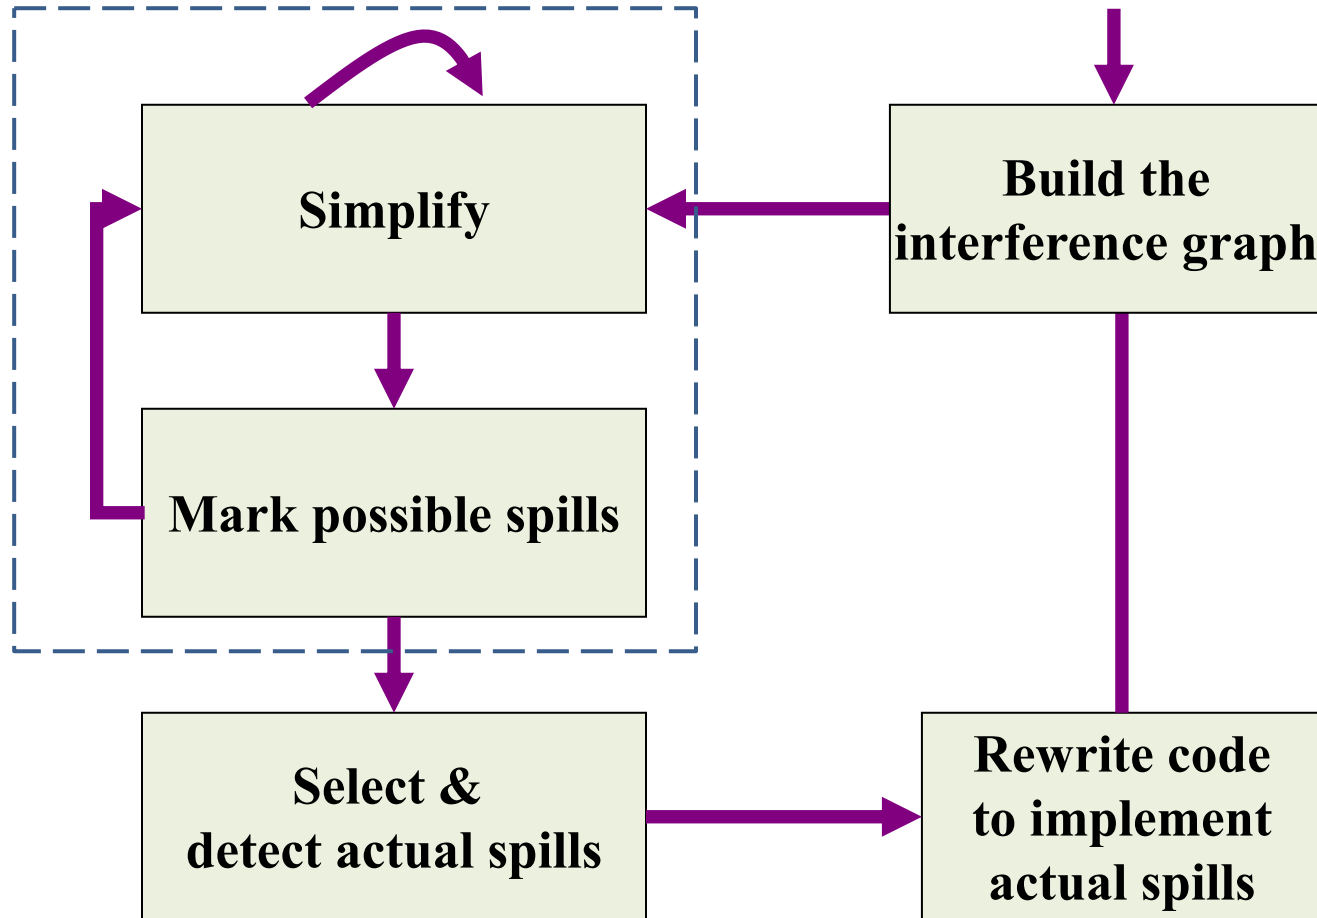 Simplify
Build the
interference graph
Mark possible spills
Select &
detect actual spills
Rewrite code
to implement
actual spills